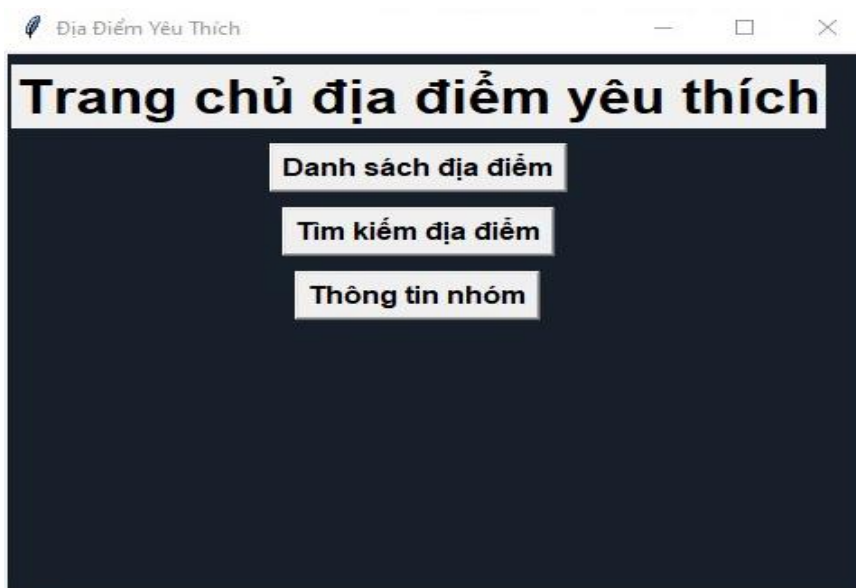 Địa Điểm Yêu Thích
Trang chủ địa điểm yêu thích
Danh sách địa điểm
Tìm kiếm địa điểm
Thông tin nhóm